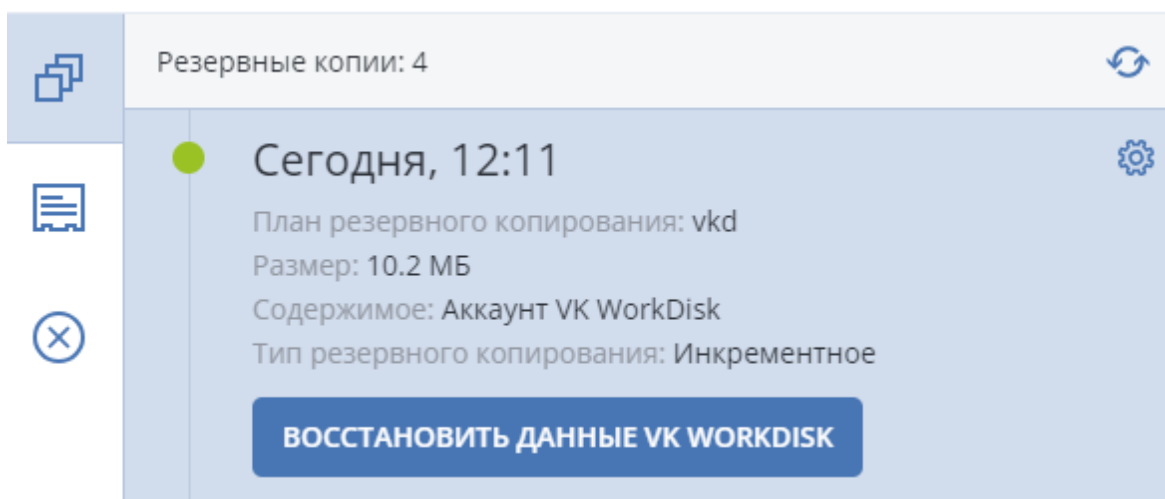 Резервные копии: 4
Сегодня, 12:11
План резервного копирования: vkd
Размер: 10.2 МБ
Содержимое: Аккаунт VK WorkDisk
Тип резервного копирования: Инкрементное
ВОССТАНОВИТЬ ДАННЫЕ VK WORKDISK